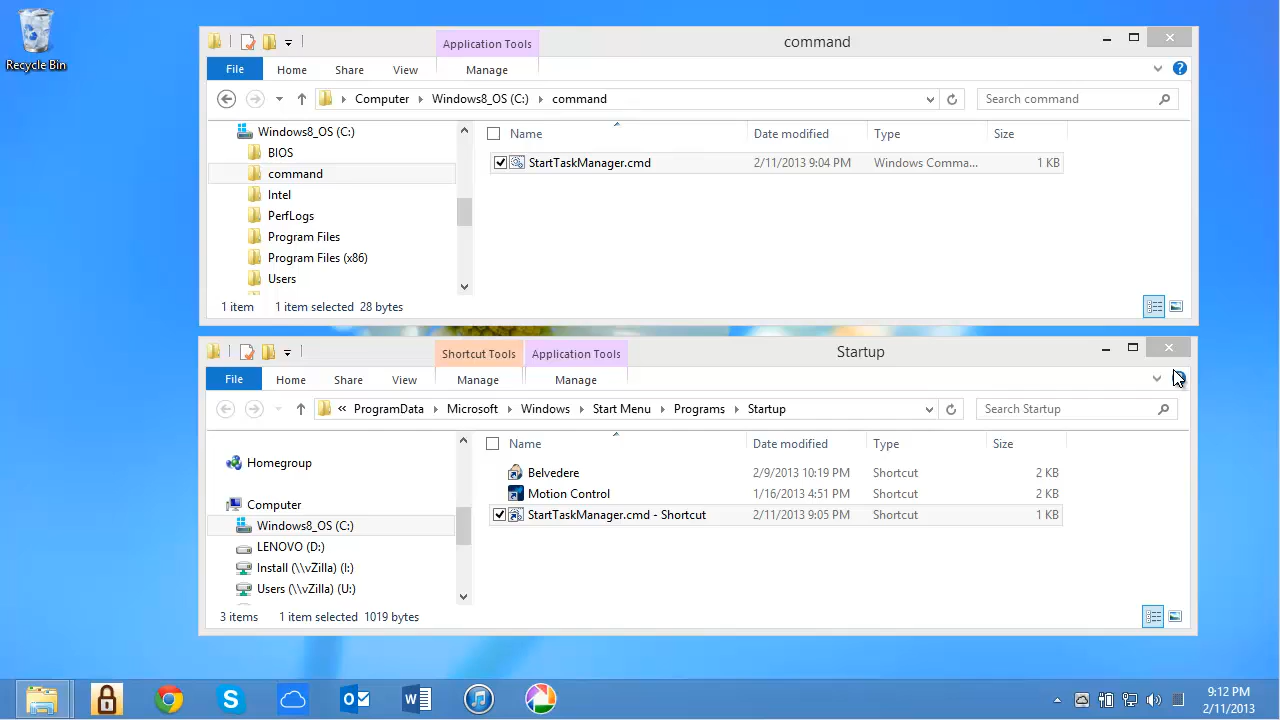 Recycle Bin
Application Tools
command
File
Home
Share
View
Manage
Computer
Windows8_OS (C:)
command
Search command
Windows8_OS (C:)
BIOS
command
Intel
PerfLogs
Program Files
Program Files (x86)
Users
Name
Date modified
Type
Size
StartTaskManager.cmd
2/11/2013 9:04 PM
Windows Comma...
1 KB
1 item
1 item selected 28 bytes
Shortcut Tools
Application Tools
Startup
File
Home
Share
View
Manage
Manage
« ProgramData
Microsoft
Windows
Start Menu
Programs
Startup
Search Startup
Homegroup
Computer
Windows8_OS (C:)
LENOVO (D:)
Install (\\vZilla) (I:)
Users (\\vZilla) (U:)
Name
Date modified
Type
Size
Belvedere
2/9/2013 10:19 PM
Shortcut
2 KB
Motion Control
1/16/2013 4:51 PM
Shortcut
2 KB
StartTaskManager.cmd - Shortcut
2/11/2013 9:05 PM
Shortcut
1 KB
3 items
1 item selected 1019 bytes
9:12 PM
2/11/2013